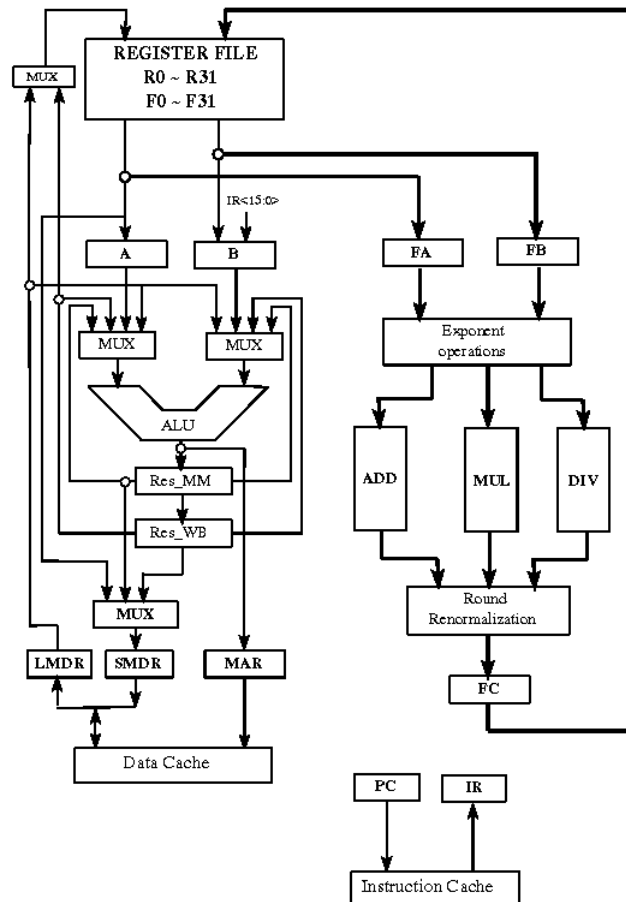 REGISTER FILE
R0 ~ R31
F0 ~ F31
MUX
IR<15:0>
A
B
FA
FB
MUX
MUX
Exponent
operations
ALU
ADD
MUL
DIV
Res_MM
Res_WB
MUX
Round
Renormalization
LMDR
SMDR
MAR
FC
Data Cache
PC
IR
Instruction Cache